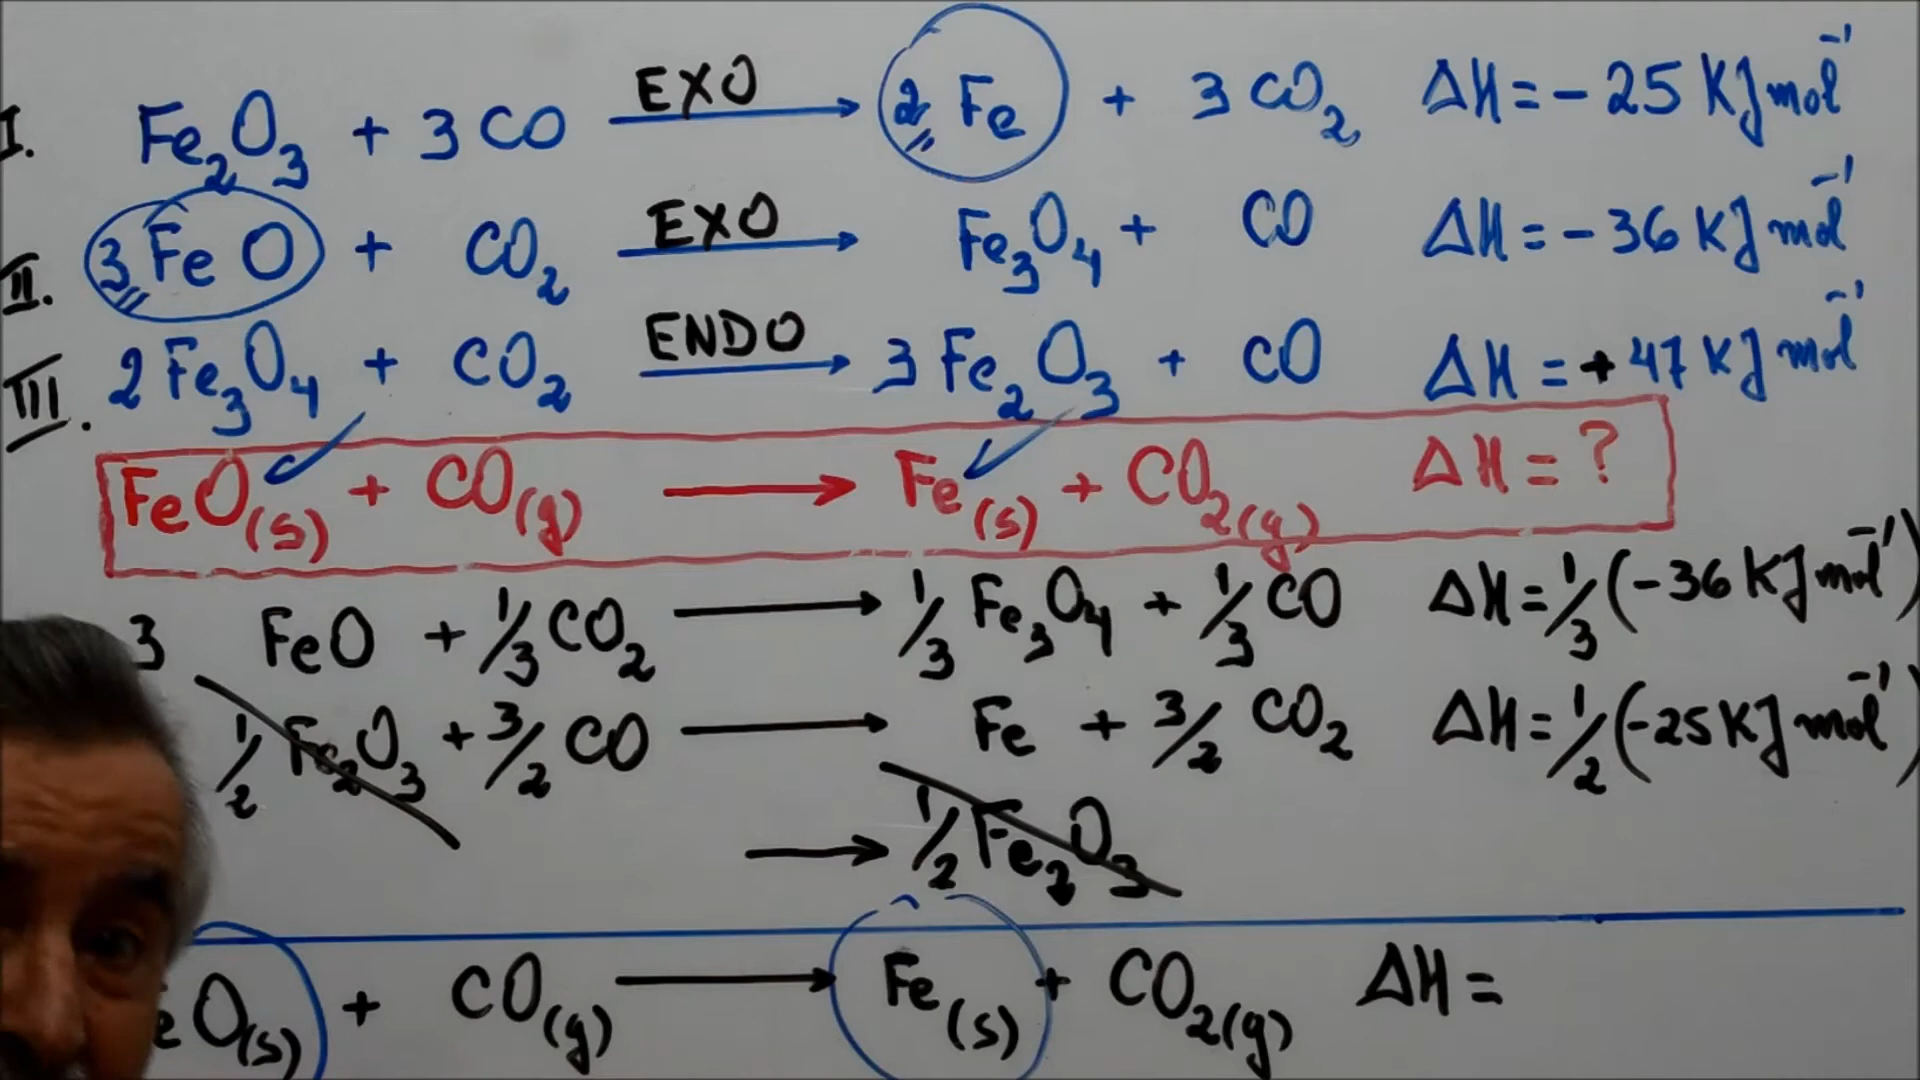 I. Fe₂O₃ + 3 CO EXO → 2 Fe + 3 CO₂ ΔH = - 25 KJ mol⁻¹
II. 3 FeO + CO₂ EXO → Fe₃O₄ + CO ΔH = - 36 KJ mol⁻¹
III. 2 Fe₃O₄ + CO₂ ENDO → 3 Fe₂O₃ + CO ΔH = + 47 KJ mol⁻¹
FeO(s) + CO(g) → Fe(s) + CO₂(g) ΔH = ?
3 FeO + 1/3 CO₂ → 1/3 Fe₃O₄ + 1/3 CO ΔH = 1/3 (-36 KJ mol⁻¹)
1/2 Fe₂O₃ + 3/2 CO → Fe + 3/2 CO₂ ΔH = 1/2 (-25 KJ mol⁻¹)
→ 1/2 Fe₂O₃
eO(s) + CO(g) → Fe(s) + CO₂(g) ΔH =